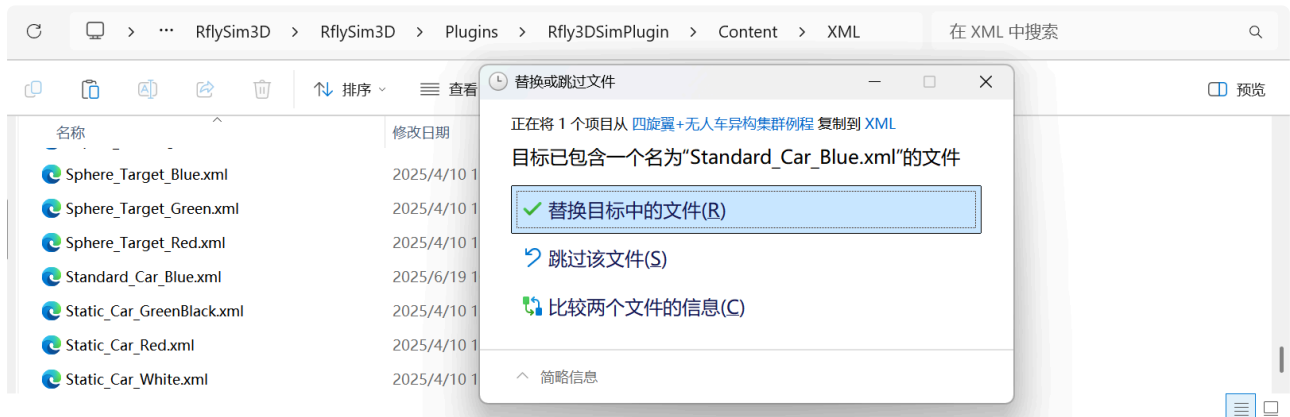 RflySim3D > RflySim3D > Plugins > Rfly3DSimPlugin > Content > XML
在 XML 中搜索
排序
查看
预览
名称
修改日期
Sphere_Target_Blue.xml 2025/4/10 1
Sphere_Target_Green.xml 2025/4/10 1
Sphere_Target_Red.xml 2025/4/10 1
Standard_Car_Blue.xml 2025/6/19 1
Static_Car_GreenBlack.xml 2025/4/10 1
Static_Car_Red.xml 2025/4/10 1
Static_Car_White.xml 2025/4/10 1
替换或跳过文件
正在将 1 个项目从 四旋翼+无人车异构集群例程 复制到 XML
目标已包含一个名为“Standard_Car_Blue.xml”的文件
替换目标中的文件(R)
跳过该文件(S)
比较两个文件的信息(C)
简略信息